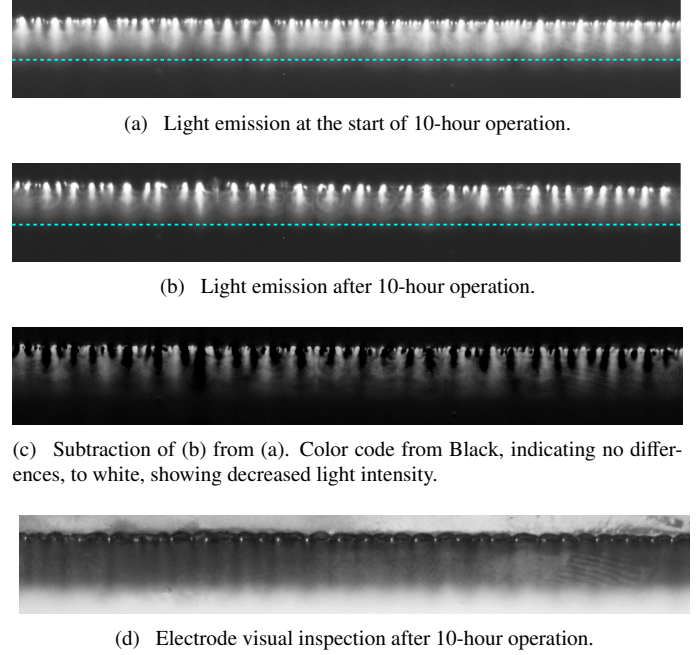 (a) Light emission at the start of 10-hour operation.
(b) Light emission after 10-hour operation.
(c) Subtraction of (b) from (a). Color code from Black, indicating no differ-
ences, to white, showing decreased light intensity.
(d) Electrode visual inspection after 10-hour operation.